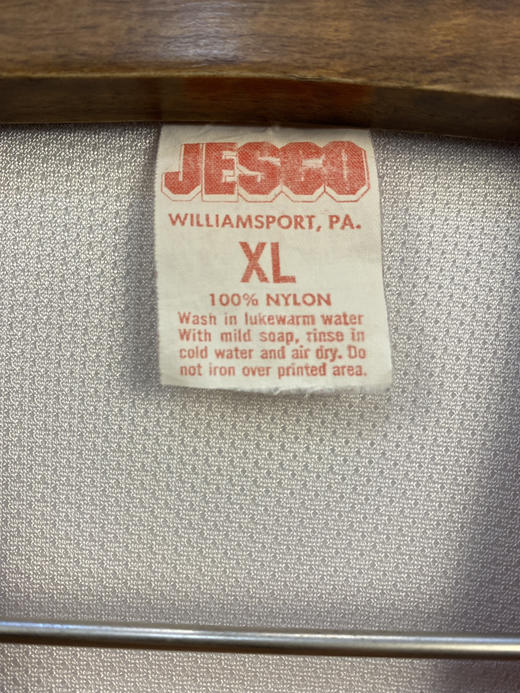 JESCO
WILLIAMSPORT, PA.
XL
100% NYLON
Wash in lukewarm water
With mild soap, rinse in
cold water and air dry. Do
not iron over printed area.